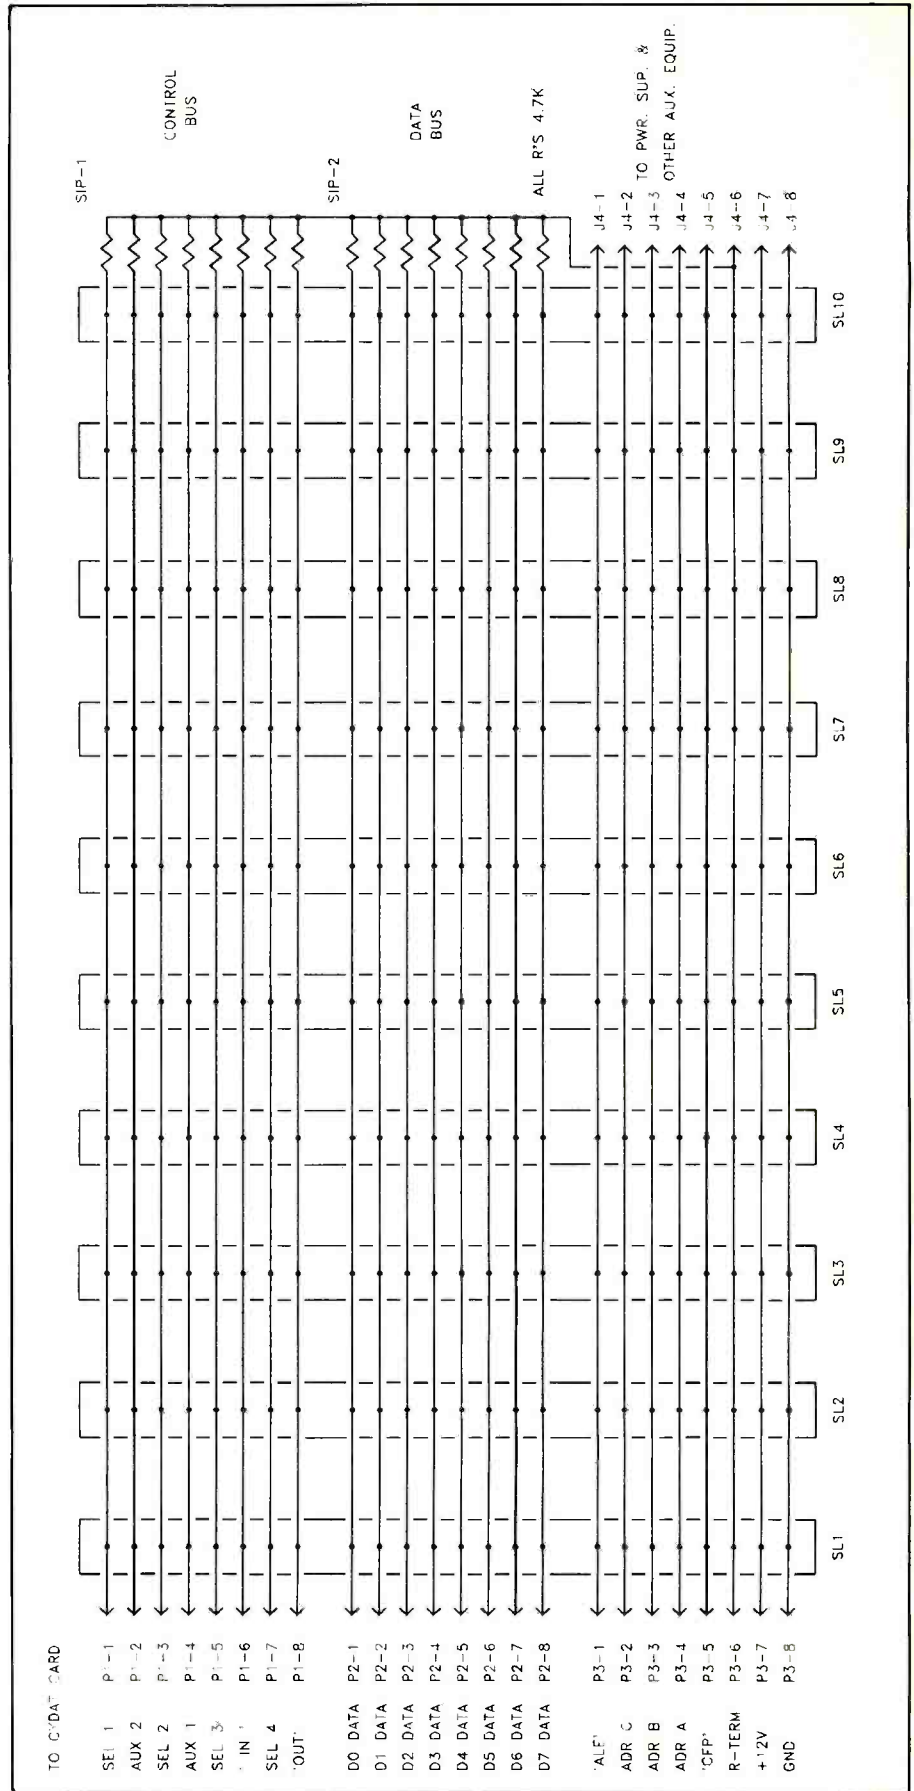 TO CYDAT CARD
SEL 1 P1-1
AUX 2 P1-2
SEL 2 P1-3
AUX 1 P1-4
SEL 3 P1-5
'IN' P1-6
SEL 4 P1-7
'OUT' P1-8
D0 DATA P2-1
D1 DATA P2-2
D2 DATA P2-3
D3 DATA P2-4
D4 DATA P2-5
D5 DATA P2-6
D6 DATA P2-7
D7 DATA P2-8
'ALE' P3-1
ADR C P3-2
ADR B P3-3
ADR A P3-4
'CFP' P3-5
R-TERM P3-6
+12V P3-7
GND P3-8
SL1
SL2
SL3
SL4
SL5
SL6
SL7
SL8
SL9
SL10
SIP-1
CONTROL
BUS
SIP-2
DATA
BUS
ALL R'S 4.7K
J4-1
J4-2
J4-3
J4-4
J4-5
J4-6
J4-7
J4-8
TO PWR. SUP. &
OTHER AUX. EQUIP.